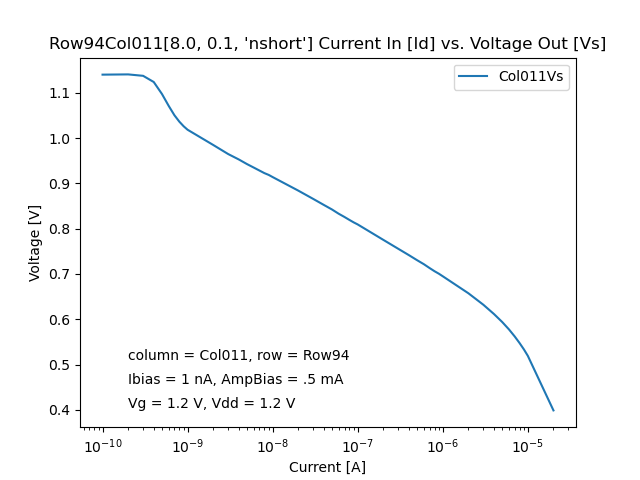 Row94Col011[8.0, 0.1, 'nshort'] Current In [Id] vs. Voltage Out [Vs]
Col011Vs
1.1
1.0
0.9
0.8
0.7
0.6
0.5
0.4
Voltage [V]
column = Col011, row = Row94
Ibias = 1 nA, AmpBias = .5 mA
Vg = 1.2 V, Vdd = 1.2 V
10⁻¹⁰ 10⁻⁹ 10⁻⁸ 10⁻⁷ 10⁻⁶ 10⁻⁵
Current [A]